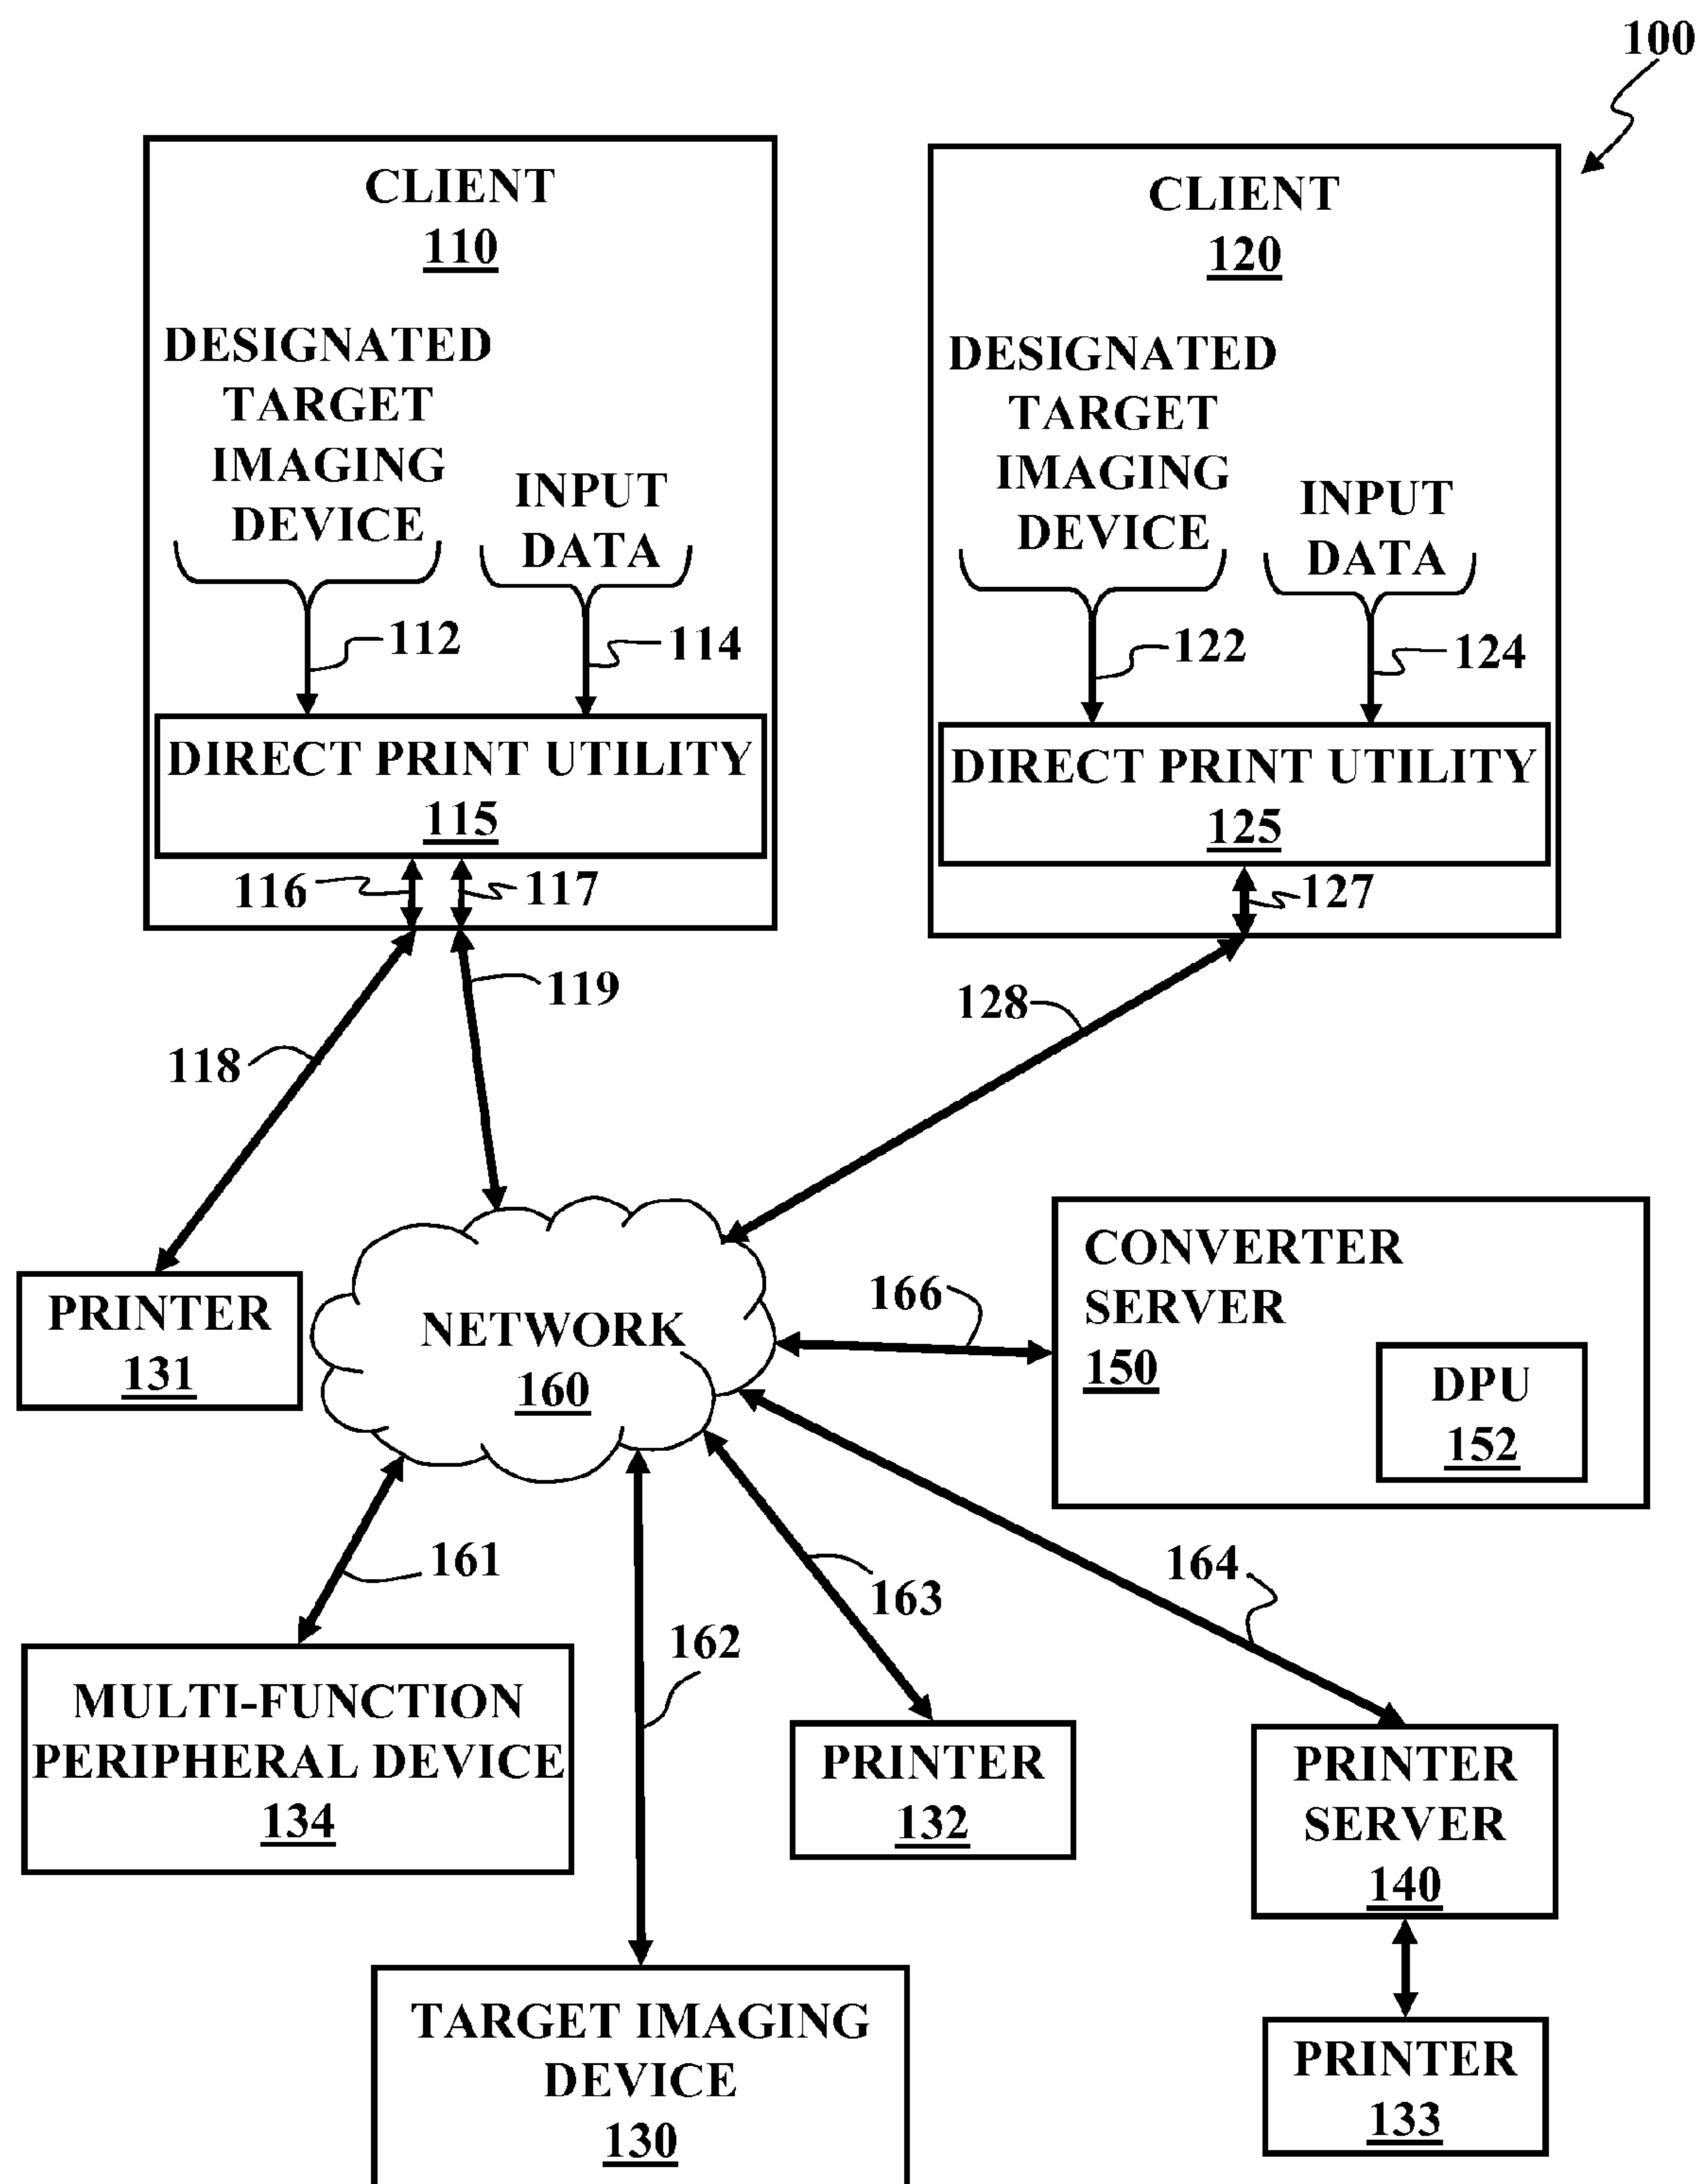 100
CLIENT
110
DESIGNATED
TARGET
IMAGING
DEVICE
INPUT
DATA
112
114
DIRECT PRINT UTILITY
115
116
117
CLIENT
120
DESIGNATED
TARGET
IMAGING
DEVICE
INPUT
DATA
122
124
DIRECT PRINT UTILITY
125
127
119
128
118
PRINTER
131
NETWORK
160
166
CONVERTER
SERVER
150
DPU
152
161
162
163
164
MULTI-FUNCTION
PERIPHERAL DEVICE
134
PRINTER
132
PRINTER
SERVER
140
TARGET IMAGING
DEVICE
130
PRINTER
133